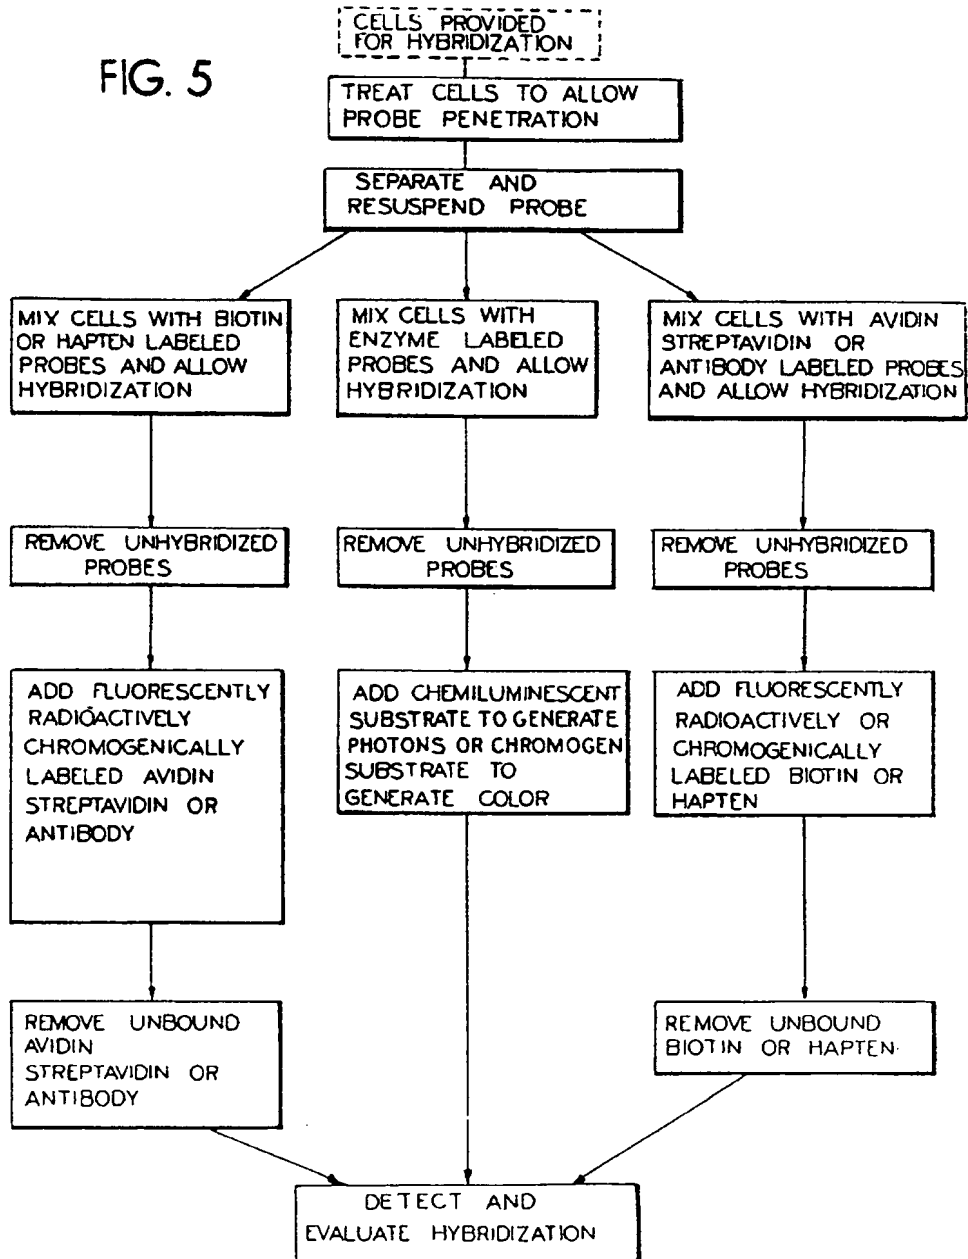 FIG. 5
CELLS PROVIDED
FOR HYBRIDIZATION
TREAT CELLS TO ALLOW
PROBE PENETRATION
SEPARATE AND
RESUSPEND PROBE
MIX CELLS WITH BIOTIN
OR HAPTEN LABELED
PROBES AND ALLOW
HYBRIDIZATION
MIX CELLS WITH
ENZYME LABELED
PROBES AND ALLOW
HYBRIDIZATION
MIX CELLS WITH AVIDIN
STREPTAVIDIN OR
ANTIBODY LABELED PROBES
AND ALLOW HYBRIDIZATION
REMOVE UNHYBRIDIZED
PROBES
REMOVE UNHYBRIDIZED
PROBES
REMOVE UNHYBRIDIZED
PROBES
ADD FLUORESCENTLY
RADIOACTIVELY
CHROMOGENICALLY
LABELED AVIDIN
STREPTAVIDIN OR
ANTIBODY
ADD CHEMILUMINESCENT
SUBSTRATE TO GENERATE
PHOTONS OR CHROMOGEN
SUBSTRATE TO
GENERATE COLOR
ADD FLUORESCENTLY
RADIOACTIVELY OR
CHROMOGENICALLY
LABELED BIOTIN OR
HAPTEN
REMOVE UNBOUND
AVIDIN
STREPTAVIDIN OR
ANTIBODY
REMOVE UNBOUND
BIOTIN OR HAPTEN
DETECT AND
EVALUATE HYBRIDIZATION